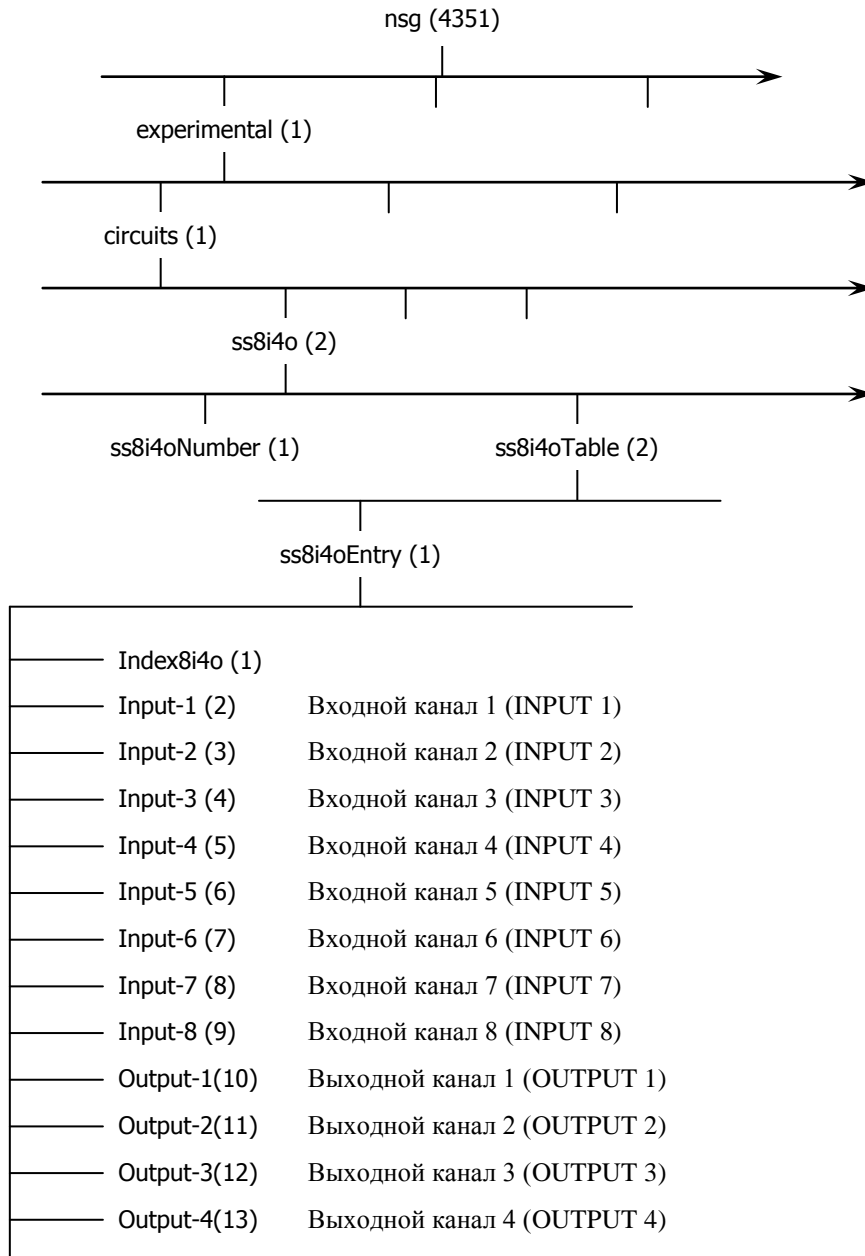 nsg (4351)
experimental (1)
circuits (1)
ss8i4o (2)
ss8i4oNumber (1) ss8i4oTable (2)
ss8i4oEntry (1)
Index8i4o (1)
Input-1 (2) Входной канал 1 (INPUT 1)
Input-2 (3) Входной канал 2 (INPUT 2)
Input-3 (4) Входной канал 3 (INPUT 3)
Input-4 (5) Входной канал 4 (INPUT 4)
Input-5 (6) Входной канал 5 (INPUT 5)
Input-6 (7) Входной канал 6 (INPUT 6)
Input-7 (8) Входной канал 7 (INPUT 7)
Input-8 (9) Входной канал 8 (INPUT 8)
Output-1(10) Выходной канал 1 (OUTPUT 1)
Output-2(11) Выходной канал 2 (OUTPUT 2)
Output-3(12) Выходной канал 3 (OUTPUT 3)
Output-4(13) Выходной канал 4 (OUTPUT 4)